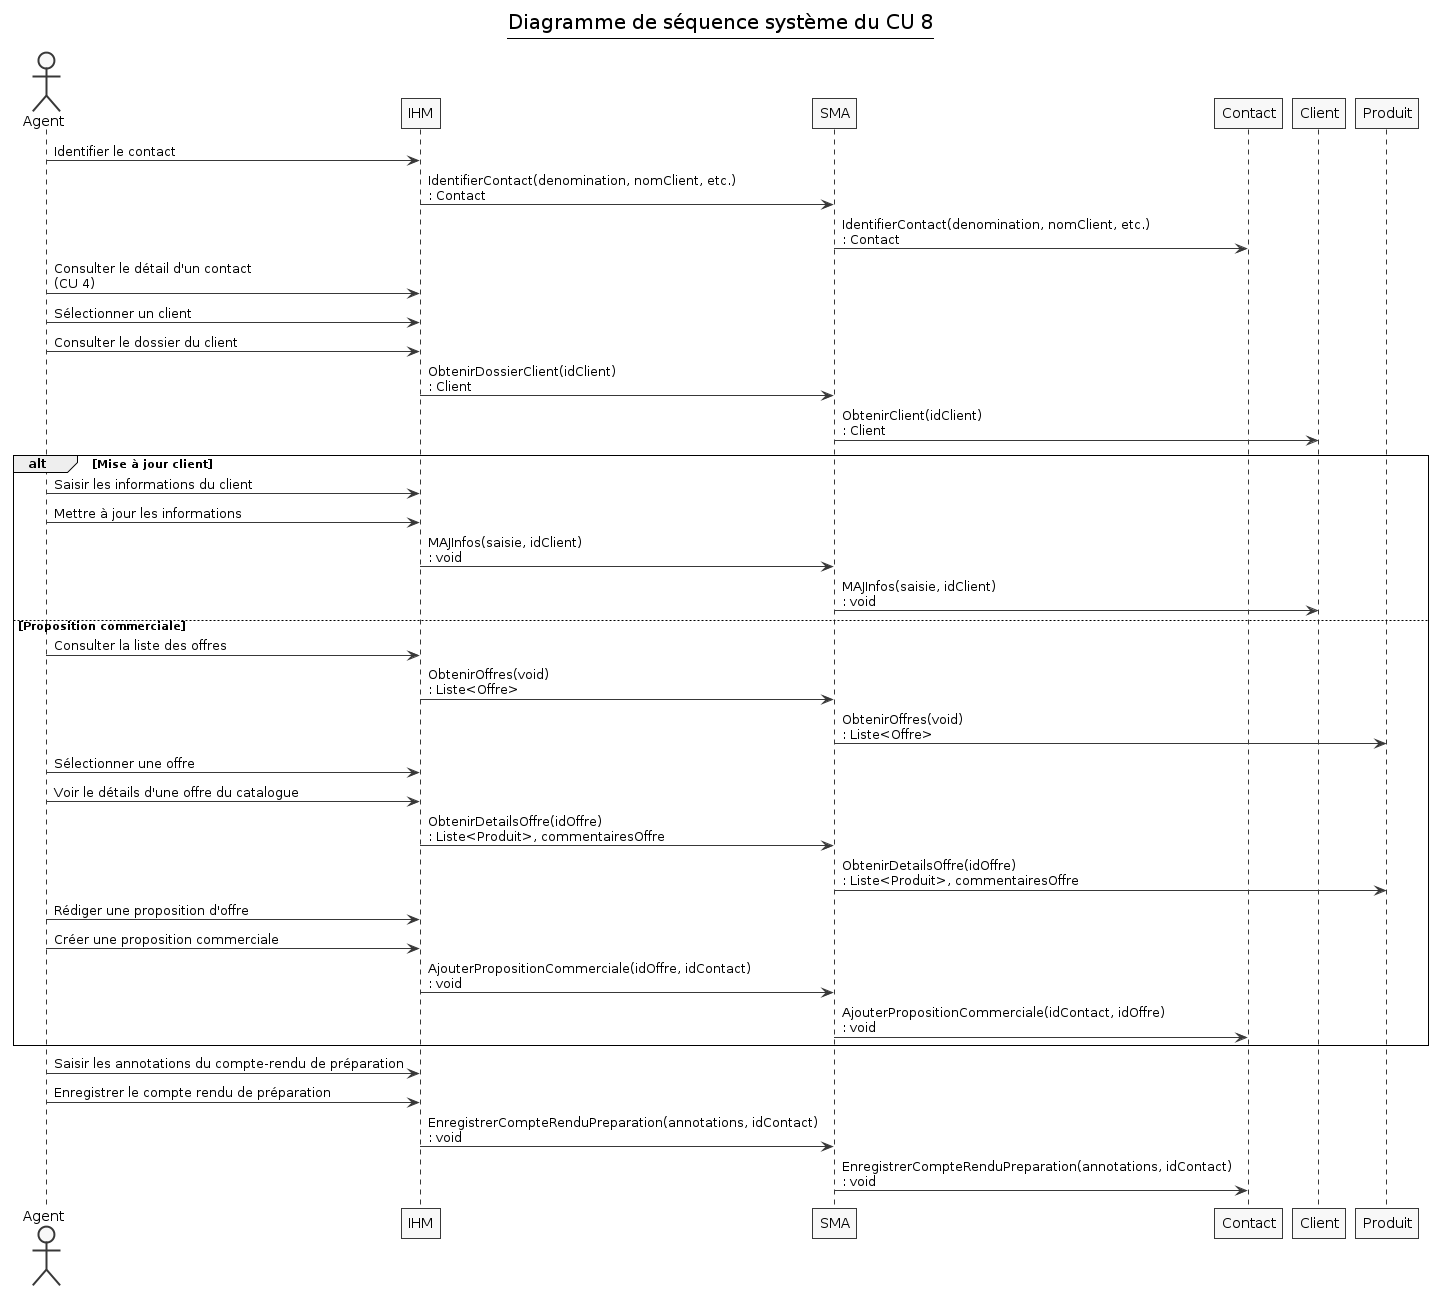 Diagramme de séquence système du CU 8
Agent
IHM
SMA
Contact
Client
Produit
Identifier le contact
IdentifierContact(denomination, nomClient, etc.)
: Contact
IdentifierContact(denomination, nomClient, etc.)
: Contact
Consulter le détail d'un contact
(CU 4)
Sélectionner un client
Consulter le dossier du client
ObtenirDossierClient(idClient)
: Client
ObtenirClient(idClient)
: Client
alt
[Mise à jour client]
Saisir les informations du client
Mettre à jour les informations
MAJInfos(saisie, idClient)
: void
MAJInfos(saisie, idClient)
: void
[Proposition commerciale]
Consulter la liste des offres
ObtenirOffres(void)
: Liste<Offre>
ObtenirOffres(void)
: Liste<Offre>
Sélectionner une offre
Voir le détails d'une offre du catalogue
ObtenirDetailsOffre(idOffre)
: Liste<Produit>, commentairesOffre
ObtenirDetailsOffre(idOffre)
: Liste<Produit>, commentairesOffre
Rédiger une proposition d'offre
Créer une proposition commerciale
AjouterPropositionCommerciale(idOffre, idContact)
: void
AjouterPropositionCommerciale(idContact, idOffre)
: void
Saisir les annotations du compte-rendu de préparation
Enregistrer le compte rendu de préparation
EnregistrerCompteRenduPreparation(annotations, idContact)
: void
EnregistrerCompteRenduPreparation(annotations, idContact)
: void
Agent
IHM
SMA
Contact
Client
Produit